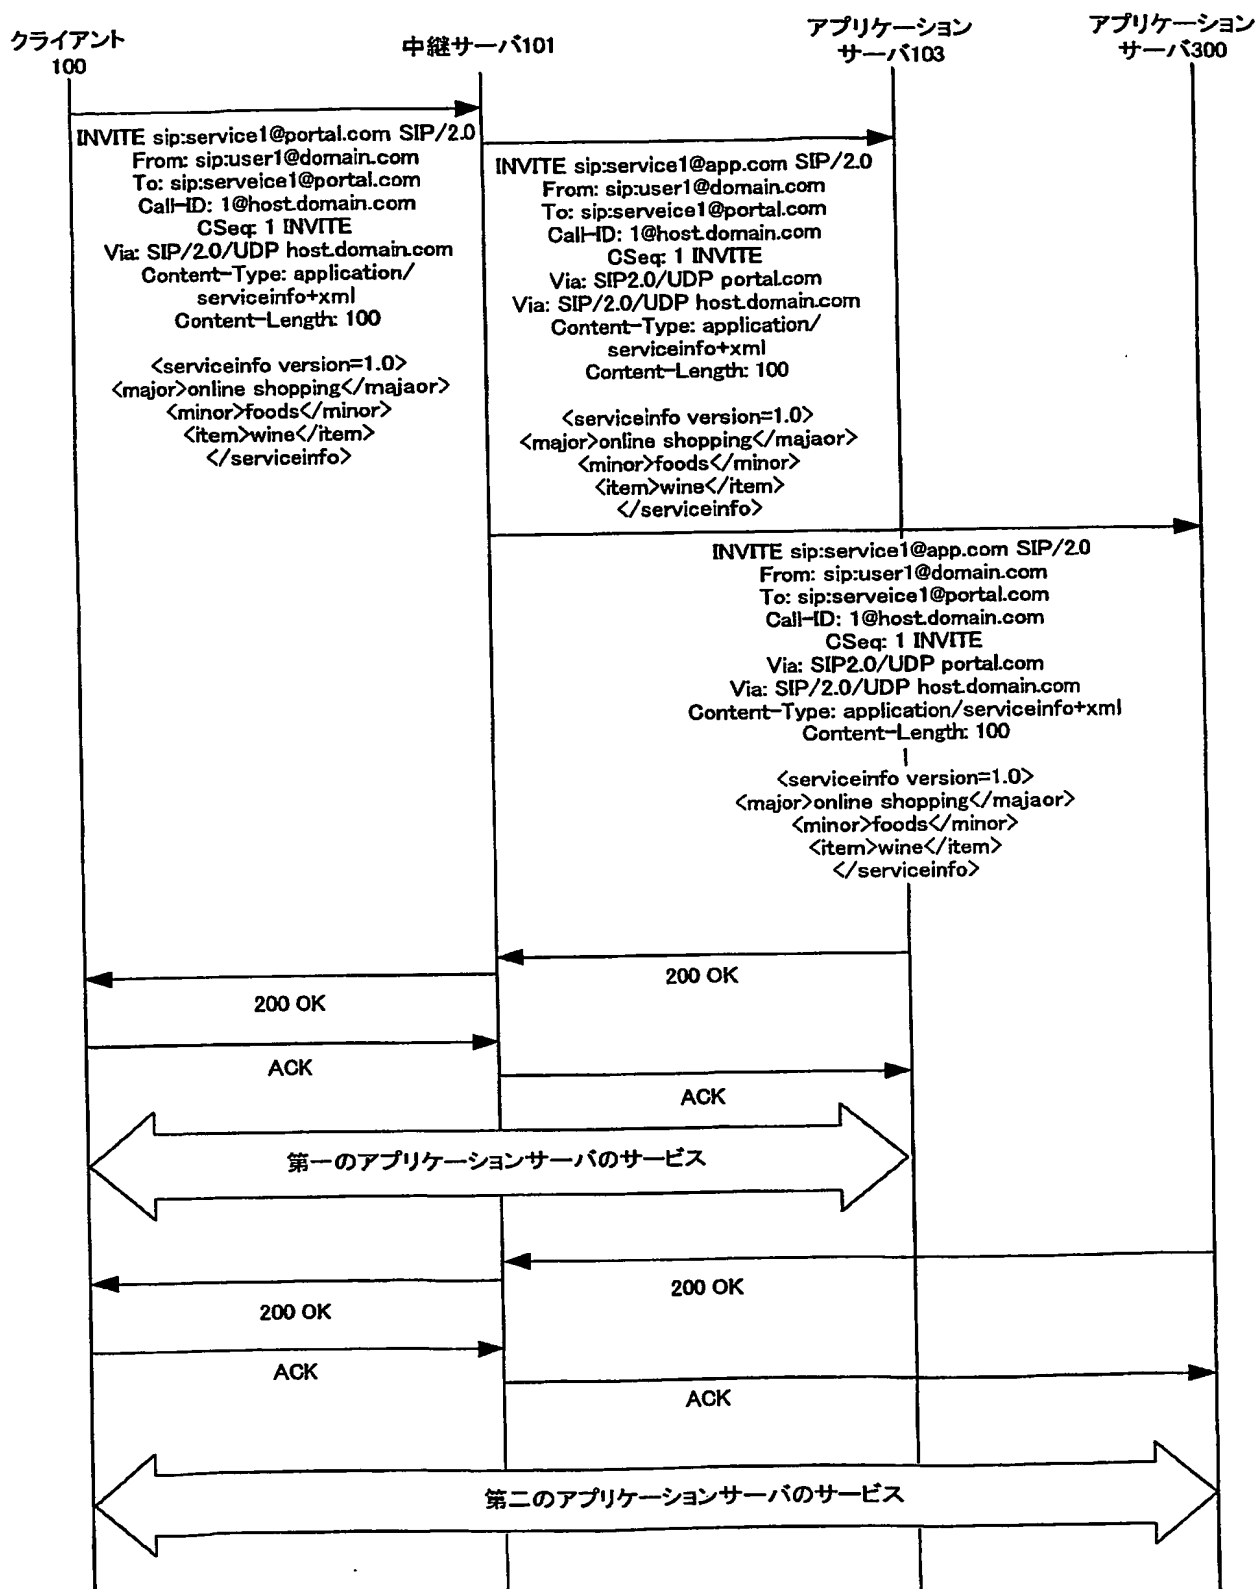 クライアント
100
中継サーバ101
アプリケーション
サーバ103
アプリケーション
サーバ300
INVITE sip:service1@portal.com SIP/2.0
From: sip:user1@domain.com
To: sip:serveice1@portal.com
Call-ID: 1@host.domain.com
CSeq: 1 INVITE
Via: SIP/2.0/UDP host.domain.com
Content-Type: application/
serviceinfo+xml
Content-Length: 100
<serviceinfo version=1.0>
<major>online shopping</majaor>
<minor>foods</minor>
<item>wine</item>
</serviceinfo>
INVITE sip:service1@app.com SIP/2.0
From: sip:user1@domain.com
To: sip:serveice1@portal.com
Call-ID: 1@host.domain.com
CSeq: 1 INVITE
Via: SIP2.0/UDP portal.com
Via: SIP/2.0/UDP host.domain.com
Content-Type: application/
serviceinfo+xml
Content-Length: 100
<serviceinfo version=1.0>
<major>online shopping</majaor>
<minor>foods</minor>
<item>wine</item>
</serviceinfo>
INVITE sip:service1@app.com SIP/2.0
From: sip:user1@domain.com
To: sip:serveice1@portal.com
Call-ID: 1@host.domain.com
CSeq: 1 INVITE
Via: SIP2.0/UDP portal.com
Via: SIP/2.0/UDP host.domain.com
Content-Type: application/serviceinfo+xml
Content-Length: 100
<serviceinfo version=1.0>
<major>online shopping</majaor>
<minor>foods</minor>
<item>wine</item>
</serviceinfo>
200 OK
200 OK
ACK
ACK
第一のアプリケーションサーバのサービス
200 OK
200 OK
ACK
ACK
第二のアプリケーションサーバのサービス